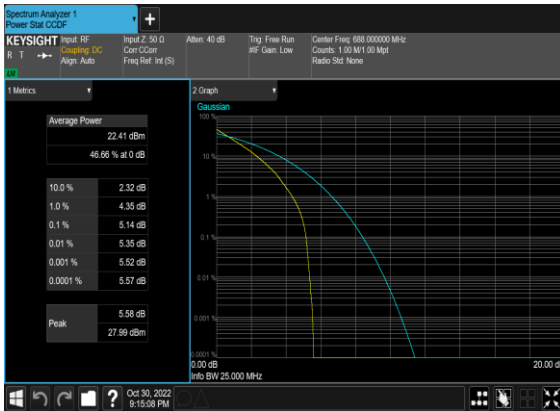 Spectrum Analyzer 1
Power Stat CCDF
+
KEYSIGHT
R T
LXI
Input: RF
Coupling: DC
Align: Auto
Input Z: 50 Ω
Corr CCorr
Freq Ref: Int (S)
Atten: 40 dB
Trig: Free Run
#IF Gain: Low
Center Freq: 688.000000 MHz
Counts: 1.00 M/1.00 Mpt
Radio Std: None
1 Metrics
Average Power
22.41 dBm
46.66 % at 0 dB
10.0 % 2.32 dB
1.0 % 4.35 dB
0.1 % 5.14 dB
0.01 % 5.35 dB
0.001 % 5.52 dB
0.0001 % 5.57 dB
Peak
5.58 dB
27.99 dBm
2 Graph
Gaussian
100 %
10 %
1 %
0.1 %
0.01 %
0.001 %
0.0001 %
0.00 dB
20.00 d
Info BW 25.000 MHz
?
Oct 30, 2022
9:15:08 PM